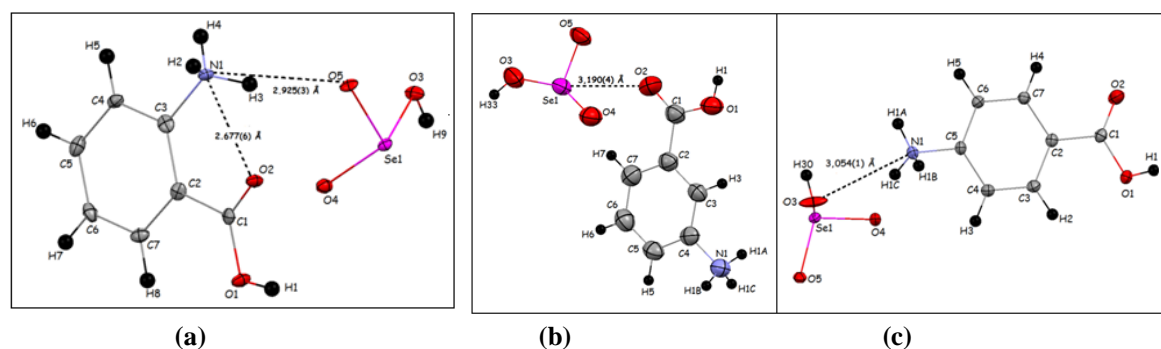 H4
H5
H2
N1
2,925(3) Å
O5
O3
H3
C4
C3
H9
H6
2.677(6) Å
Se1
C5
O2
O4
C2
C1
C6
H7
C7
O1
H1
H8
(a)
O5
O3
3,190(4) Å
O2
H1
H33
Se1
C1
O1
O4
C2
H7
C7
H3
C3
C6
H6
C5
C4
H1A
N1
H5
H1B
H1C
(b)
H4
H5
C7
O2
C6
H1A
C1
N1
C5
C2
H30
3,054(1) Å
H1B
H1
H1C
C4
C3
O1
O3
Se1
O4
H3
H2
O5
(c)